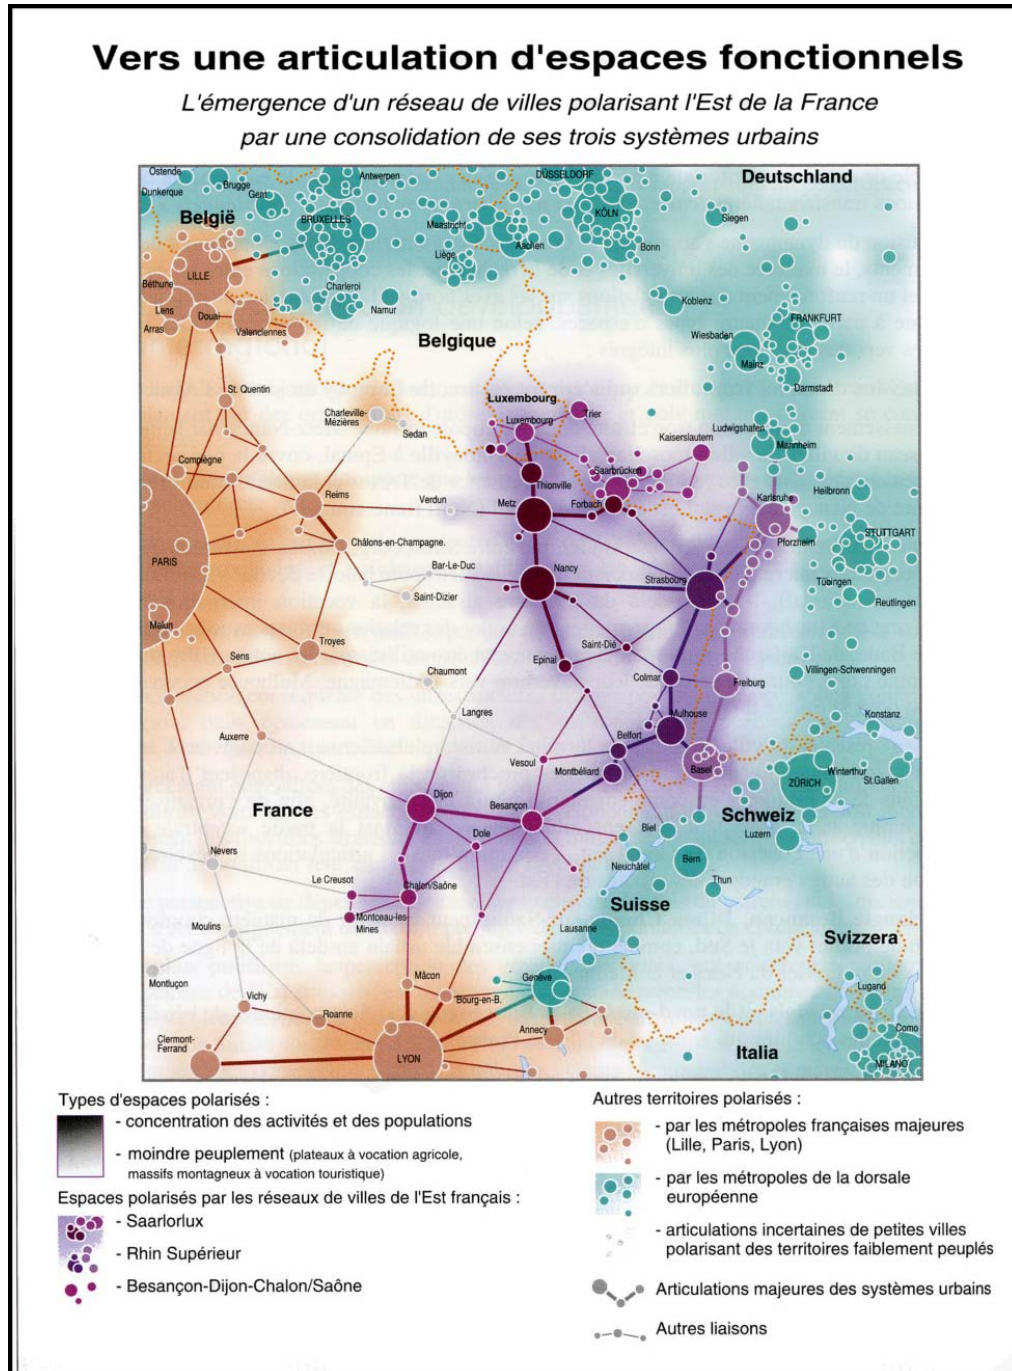 Vers une articulation d'espaces fonctionnels
L'émergence d'un réseau de villes polarisant l'Est de la France
par une consolidation de ses trois systèmes urbains
Ostende
Dunkerque
Brugge
Gent
Antwerpen
DÜSSELDORF
Deutschland
België
BRUXELLES
KÖLN
Siegen
Maastricht
Aachen
Bonn
Liège
LILLE
Béthune
Charleroi
Namur
Koblenz
Lens
Douai
Arras
Valenciennes
FRANKFURT
Wiesbaden
Belgique
Mainz
Darmstadt
St. Quentin
Luxembourg
Charleville-
Mézières
Sedan
Luxembourg
Trier
Ludwigshafen
Mannheim
Kaiserslautern
Compiègne
Saarbrücken
Thionville
Heilbronn
Reims
Verdun
Metz
Forbach
Karlsruhe
STUTTGART
Châlons-en-Champagne.
Pforzheim
PARIS
Bar-Le-Duc
Nancy
Strasbourg
Saint-Dizier
Tübingen
Reutlingen
Melun
Troyes
Saint-Dié
Sens
Epinal
Chaumont
Colmar
Freiburg
Villingen-Schwenningen
Langres
Mulhouse
Konstanz
Auxerre
Belfort
Vesoul
Montbéliard
Basel
Winterthur
ZÜRICH
St.Gallen
Dijon
Besançon
France
Schweiz
Dole
Biel
Luzern
Nevers
Neuchâtel
Bern
Le Creusot
Chalon/Saône
Thun
Suisse
Montceau-les-
Mines
Moulins
Lausanne
Svizzera
Montluçon
Mâcon
Genève
Lugand
Vichy
Bourg-en-B.
Roanne
Annecy
Como
Clermont-
Ferrand
LYON
Italia
MILANO
Types d'espaces polarisés :
- concentration des activités et des populations
- moindre peuplement (plateaux à vocation agricole,
massifs montagneux à vocation touristique)
Espaces polarisés par les réseaux de villes de l'Est français :
- Saarlorlux
- Rhin Supérieur
- Besançon-Dijon-Chalon/Saône
Autres territoires polarisés :
- par les métropoles françaises majeures
(Lille, Paris, Lyon)
- par les métropoles de la dorsale
européenne
- articulations incertaines de petites villes
polarisant des territoires faiblement peuplés
Articulations majeures des systèmes urbains
Autres liaisons